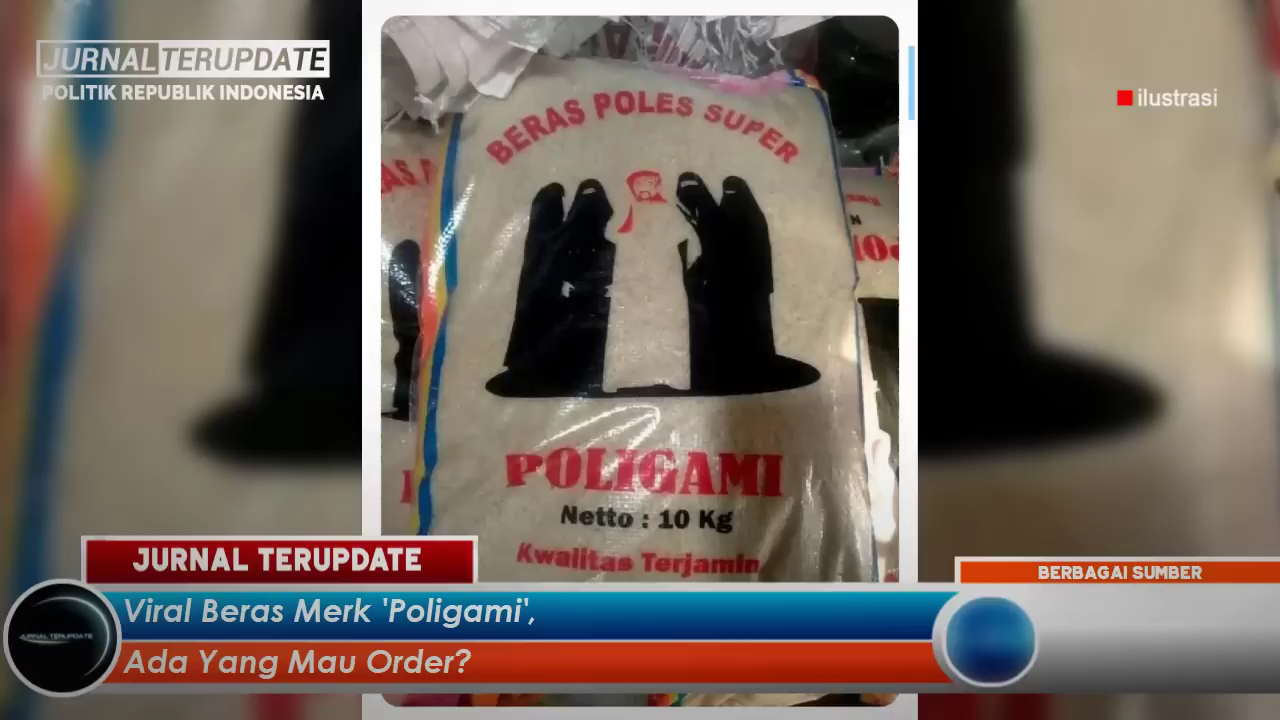 JURNALTERUPDATE
POLITIK REPUBLIK INDONESIA
ilustrasi
BERAS POLES SUPER
POLIGAMI
Netto : 10 Kg
Kwalitas Terjamin
JURNAL TERUPDATE
BERBAGAI SUMBER
JURNAL TERUPDATE
Viral Beras Merk 'Poligami',
Ada Yang Mau Order?